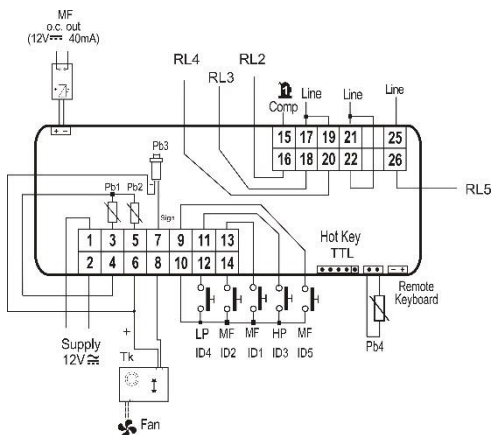 MF
o.c. out
(12V⎓ 40mA)
+ -
RL4
RL3
RL2
1
Comp
Line
Line
Line
15 17 19 21 25
16 18 20 22 26
RL5
Pb3
-
Pb1
Pb2
Sign
1 3 5 7 9 11 13
2 4 6 8 10 12 14
Hot Key
TTL
- +
Remote
Keyboard
Pb4
LP MF MF HP MF
ID4 ID2 ID1 ID3 ID5
Supply
12V≂
+
Tk
Fan